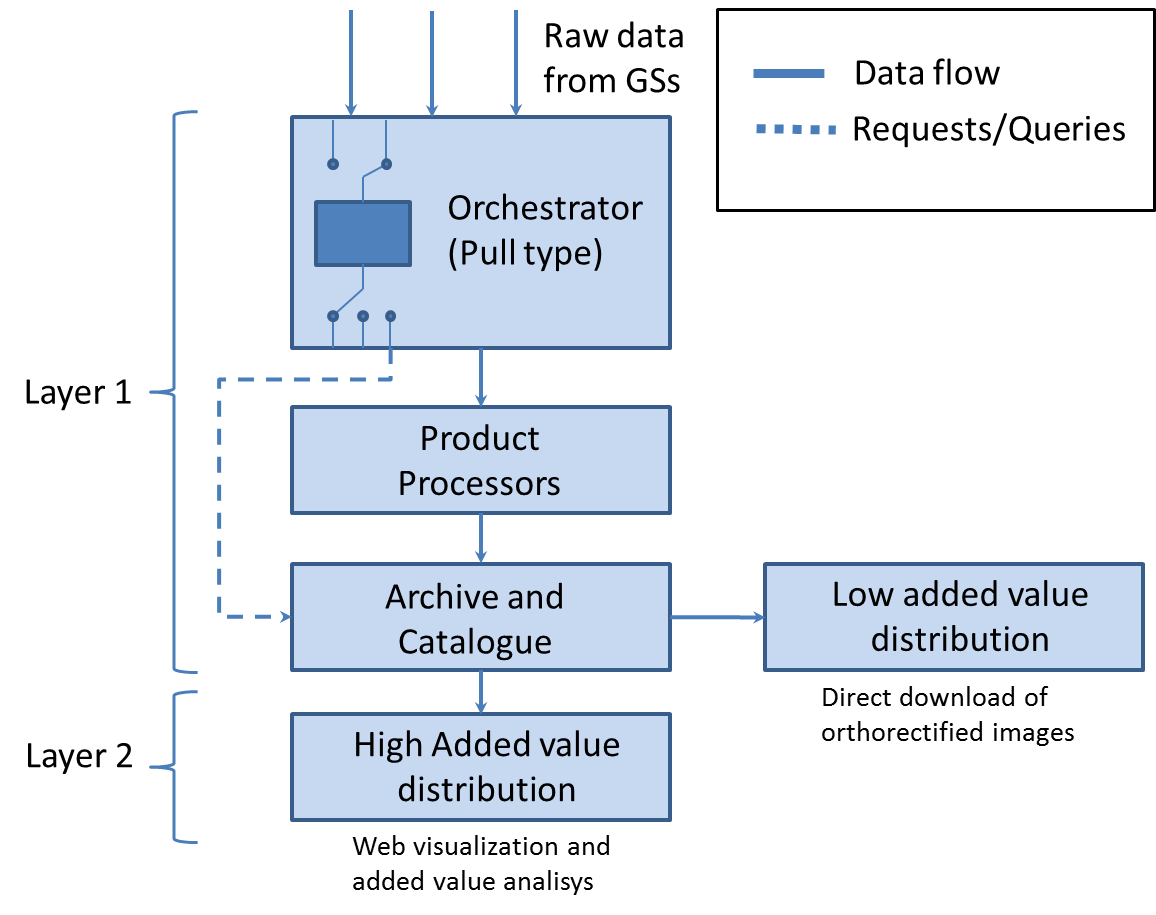 Raw data
from GSs
Data flow
Requests/Queries
Orchestrator
(Pull type)
Layer 1
Product
Processors
Archive and
Catalogue
Low added value
distribution
Direct download of
orthorectified images
Layer 2
High Added value
distribution
Web visualization and
added value analisys